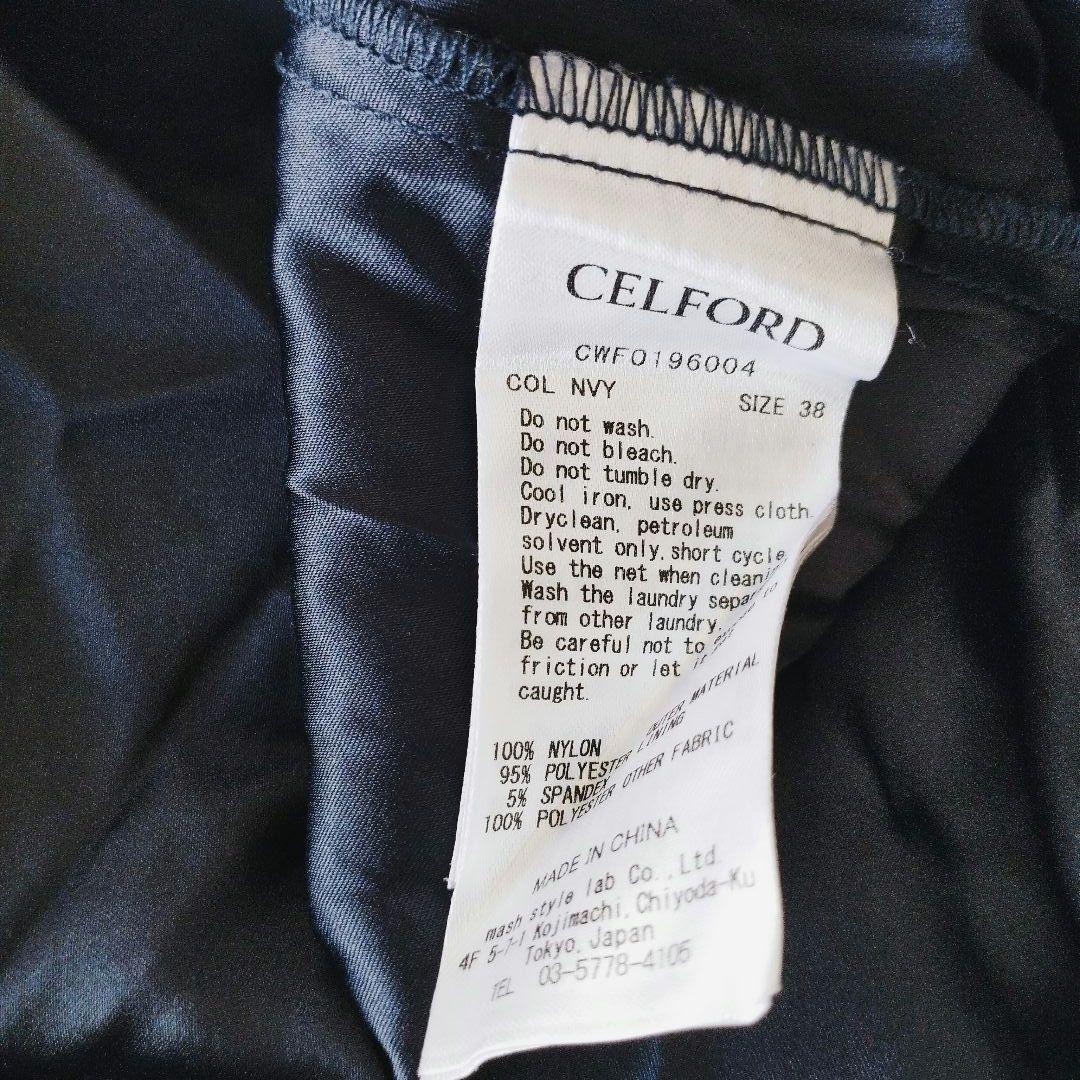 CELFORD
CWF0196004
COL NVY SIZE 38
Do not wash.
Do not bleach.
Do not tumble dry.
Cool iron, use press cloth.
Dryclean, petroleum
solvent only, short cycle.
Use the net when
Wash the laundry
from other laundry.
Be careful not to
friction or let it
caught.
100% NYLON OUTER MATERIAL
95% POLYESTER LINING
5% SPANDEX
100% POLYESTER OTHER FABRIC
MADE IN CHINA
mash style lab Co.,Ltd.
4F 5-7-1 Kojimachi, Chiyoda-Ku
Tokyo, Japan
TEL 03-5778-4105